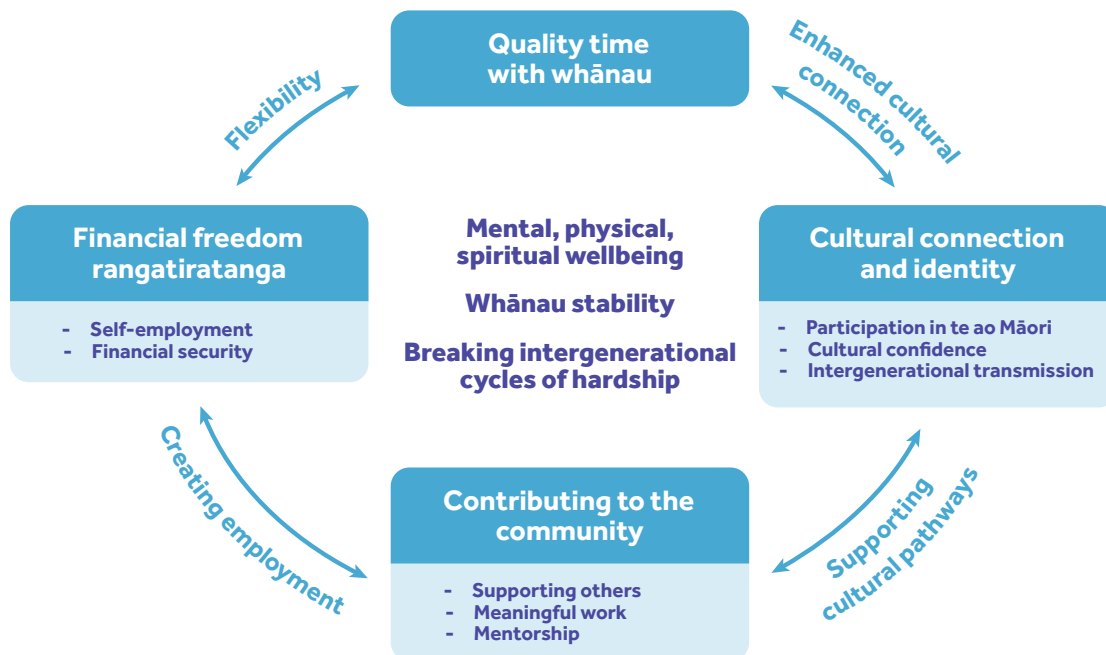 Quality time
with whānau
Flexibility
Enhanced cultural
connection
Financial freedom
rangatiratanga
- Self-employment
- Financial security
Mental, physical,
spiritual wellbeing
Whānau stability
Breaking intergenerational
cycles of hardship
Cultural connection
and identity
- Participation in te ao Māori
- Cultural confidence
- Intergenerational transmission
Creating employment
Contributing to the
community
- Supporting others
- Meaningful work
- Mentorship
Supporting
cultural pathways